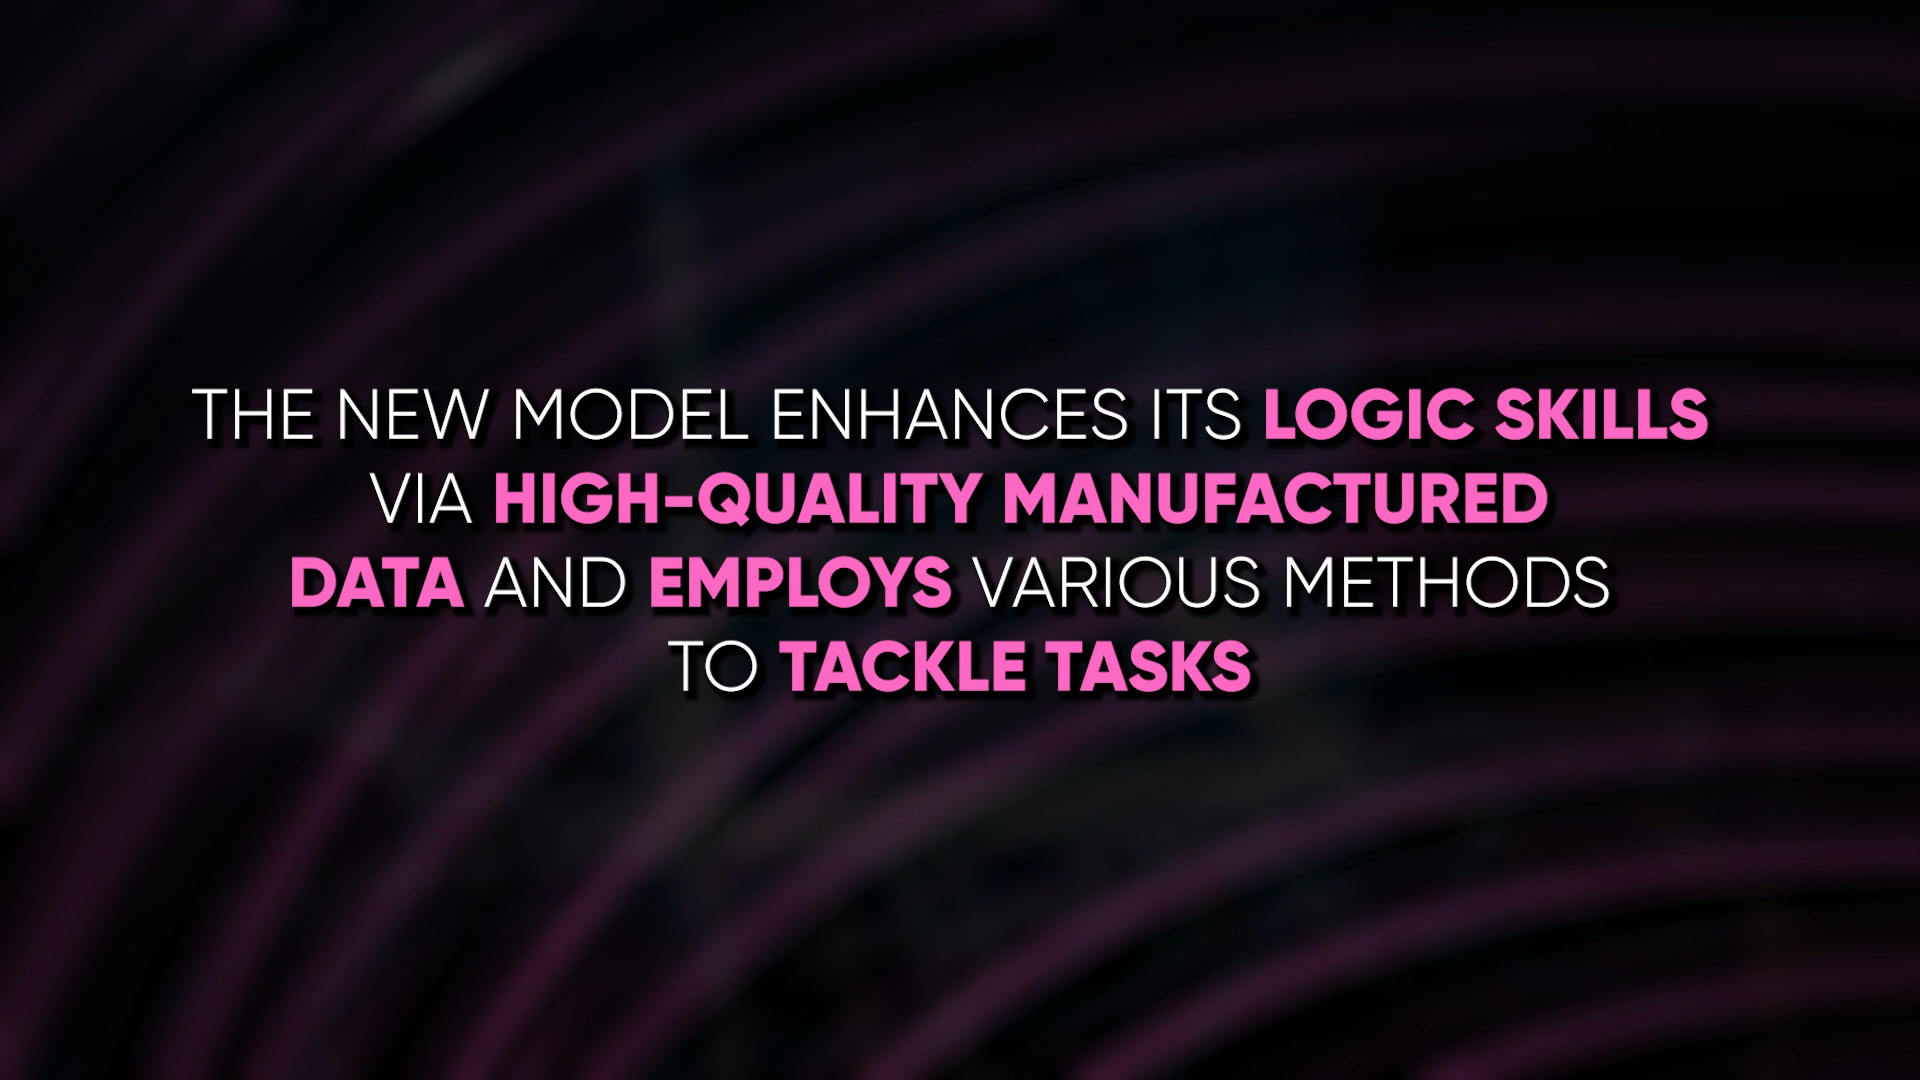 THE NEW MODEL ENHANCES ITS LOGIC SKILLS
VIA HIGH-QUALITY MANUFACTURED
DATA AND EMPLOYS VARIOUS METHODS
TO TACKLE TASKS